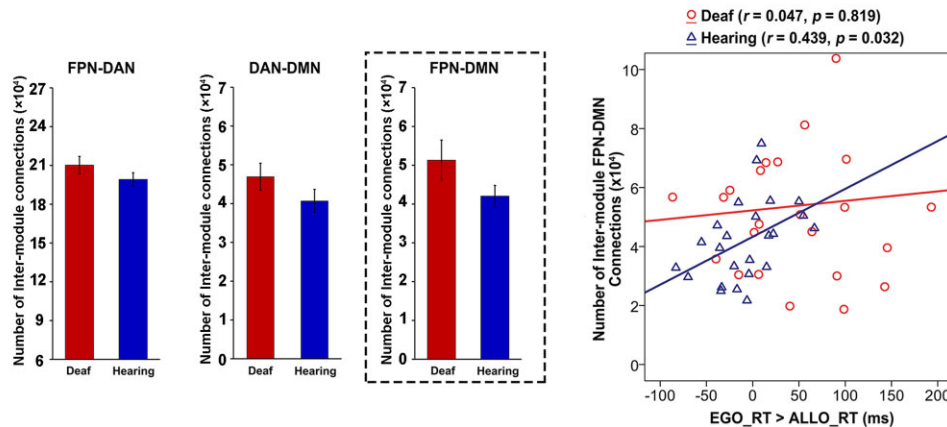 FPN-DAN
Number of Inter-module connections (×10⁴)
27
24
21
18
15
12
9
6
Deaf Hearing
DAN-DMN
Number of Inter-module connections (×10⁴)
7
6
5
4
3
2
1
0
Deaf Hearing
FPN-DMN
Number of Inter-module connections (×10⁴)
7
6
5
4
3
2
1
0
Deaf Hearing
Deaf (r = 0.047, p = 0.819)
Hearing (r = 0.439, p = 0.032)
Number of Inter-module FPN-DMN
Connections (x10⁴)
10
8
6
4
2
0
-100 -50 0 50 100 150 200
EGO_RT > ALLO_RT (ms)